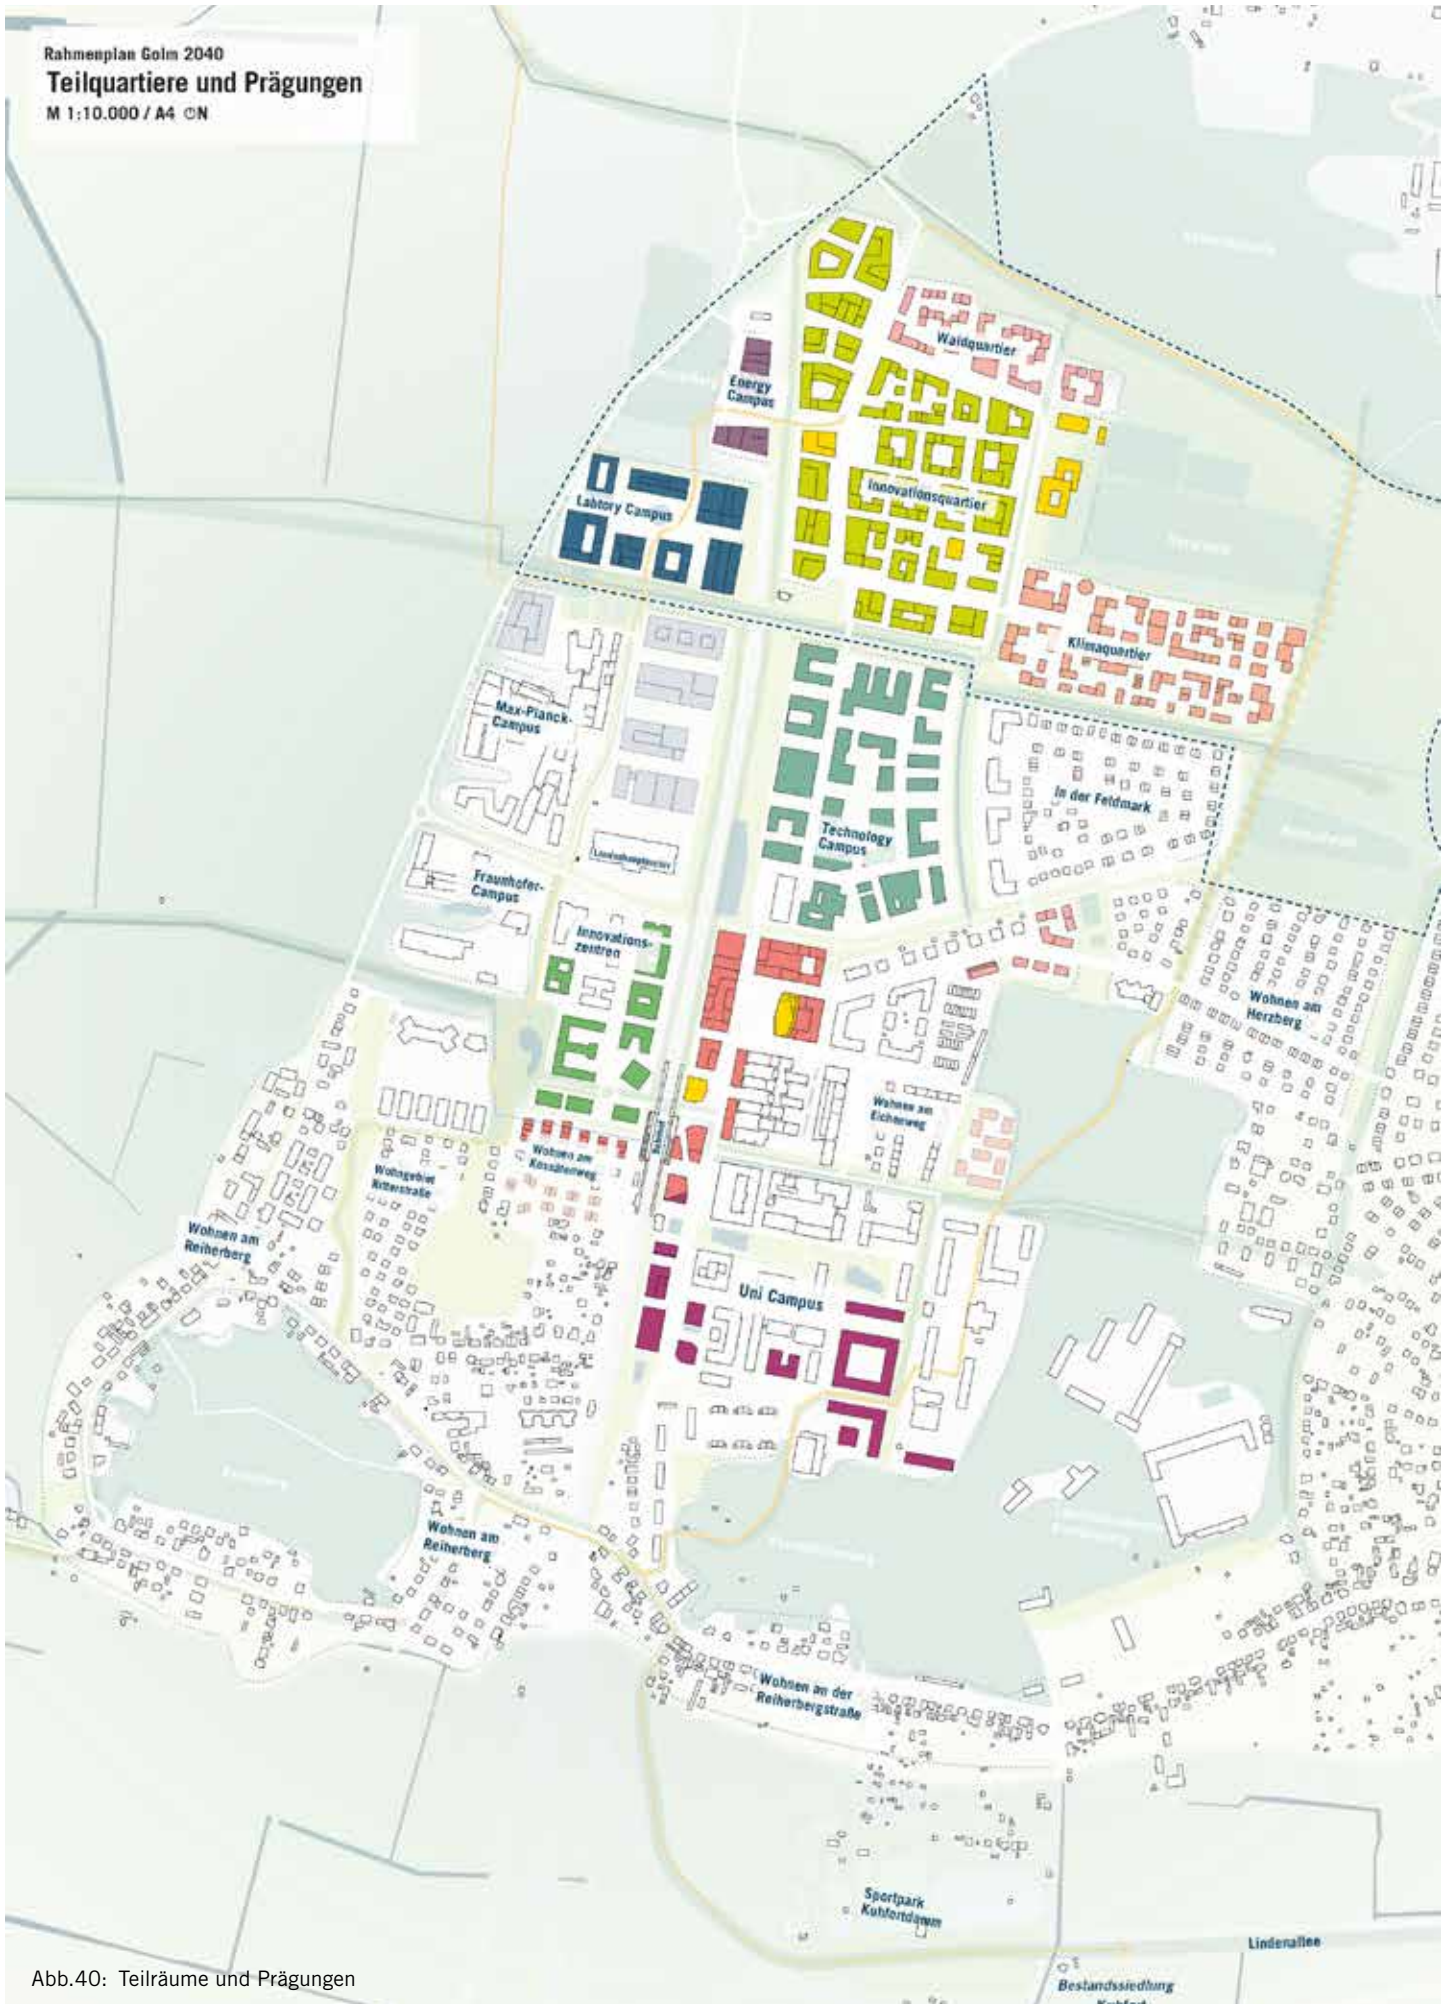 Rahmenplan Golm 2040
Teilquartiere und Prägungen
M 1:10.000 / A4 N
Waldquartier
Energy
Campus
Innovationsquartier
Labtory Campus
Klimaquartier
Max-Planck-
Campus
In der Feldmark
Technology
Campus
Fraunhofer-
Campus
Innovations-
zentren
Wohnen am
Herzberg
Wohnen am
Eichenweg
Bahnhof
Wohnen am
Kossätenweg
Wohngebiet
Ritterstraße
Wohnen am
Reiherberg
Uni Campus
Wohnen am
Reiherberg
Wohnen an der
Reiherbergstraße
Sportpark
Kuhfortdamm
Lindenallee
Bestandssiedlung
Abb.40: Teilräume und Prägungen